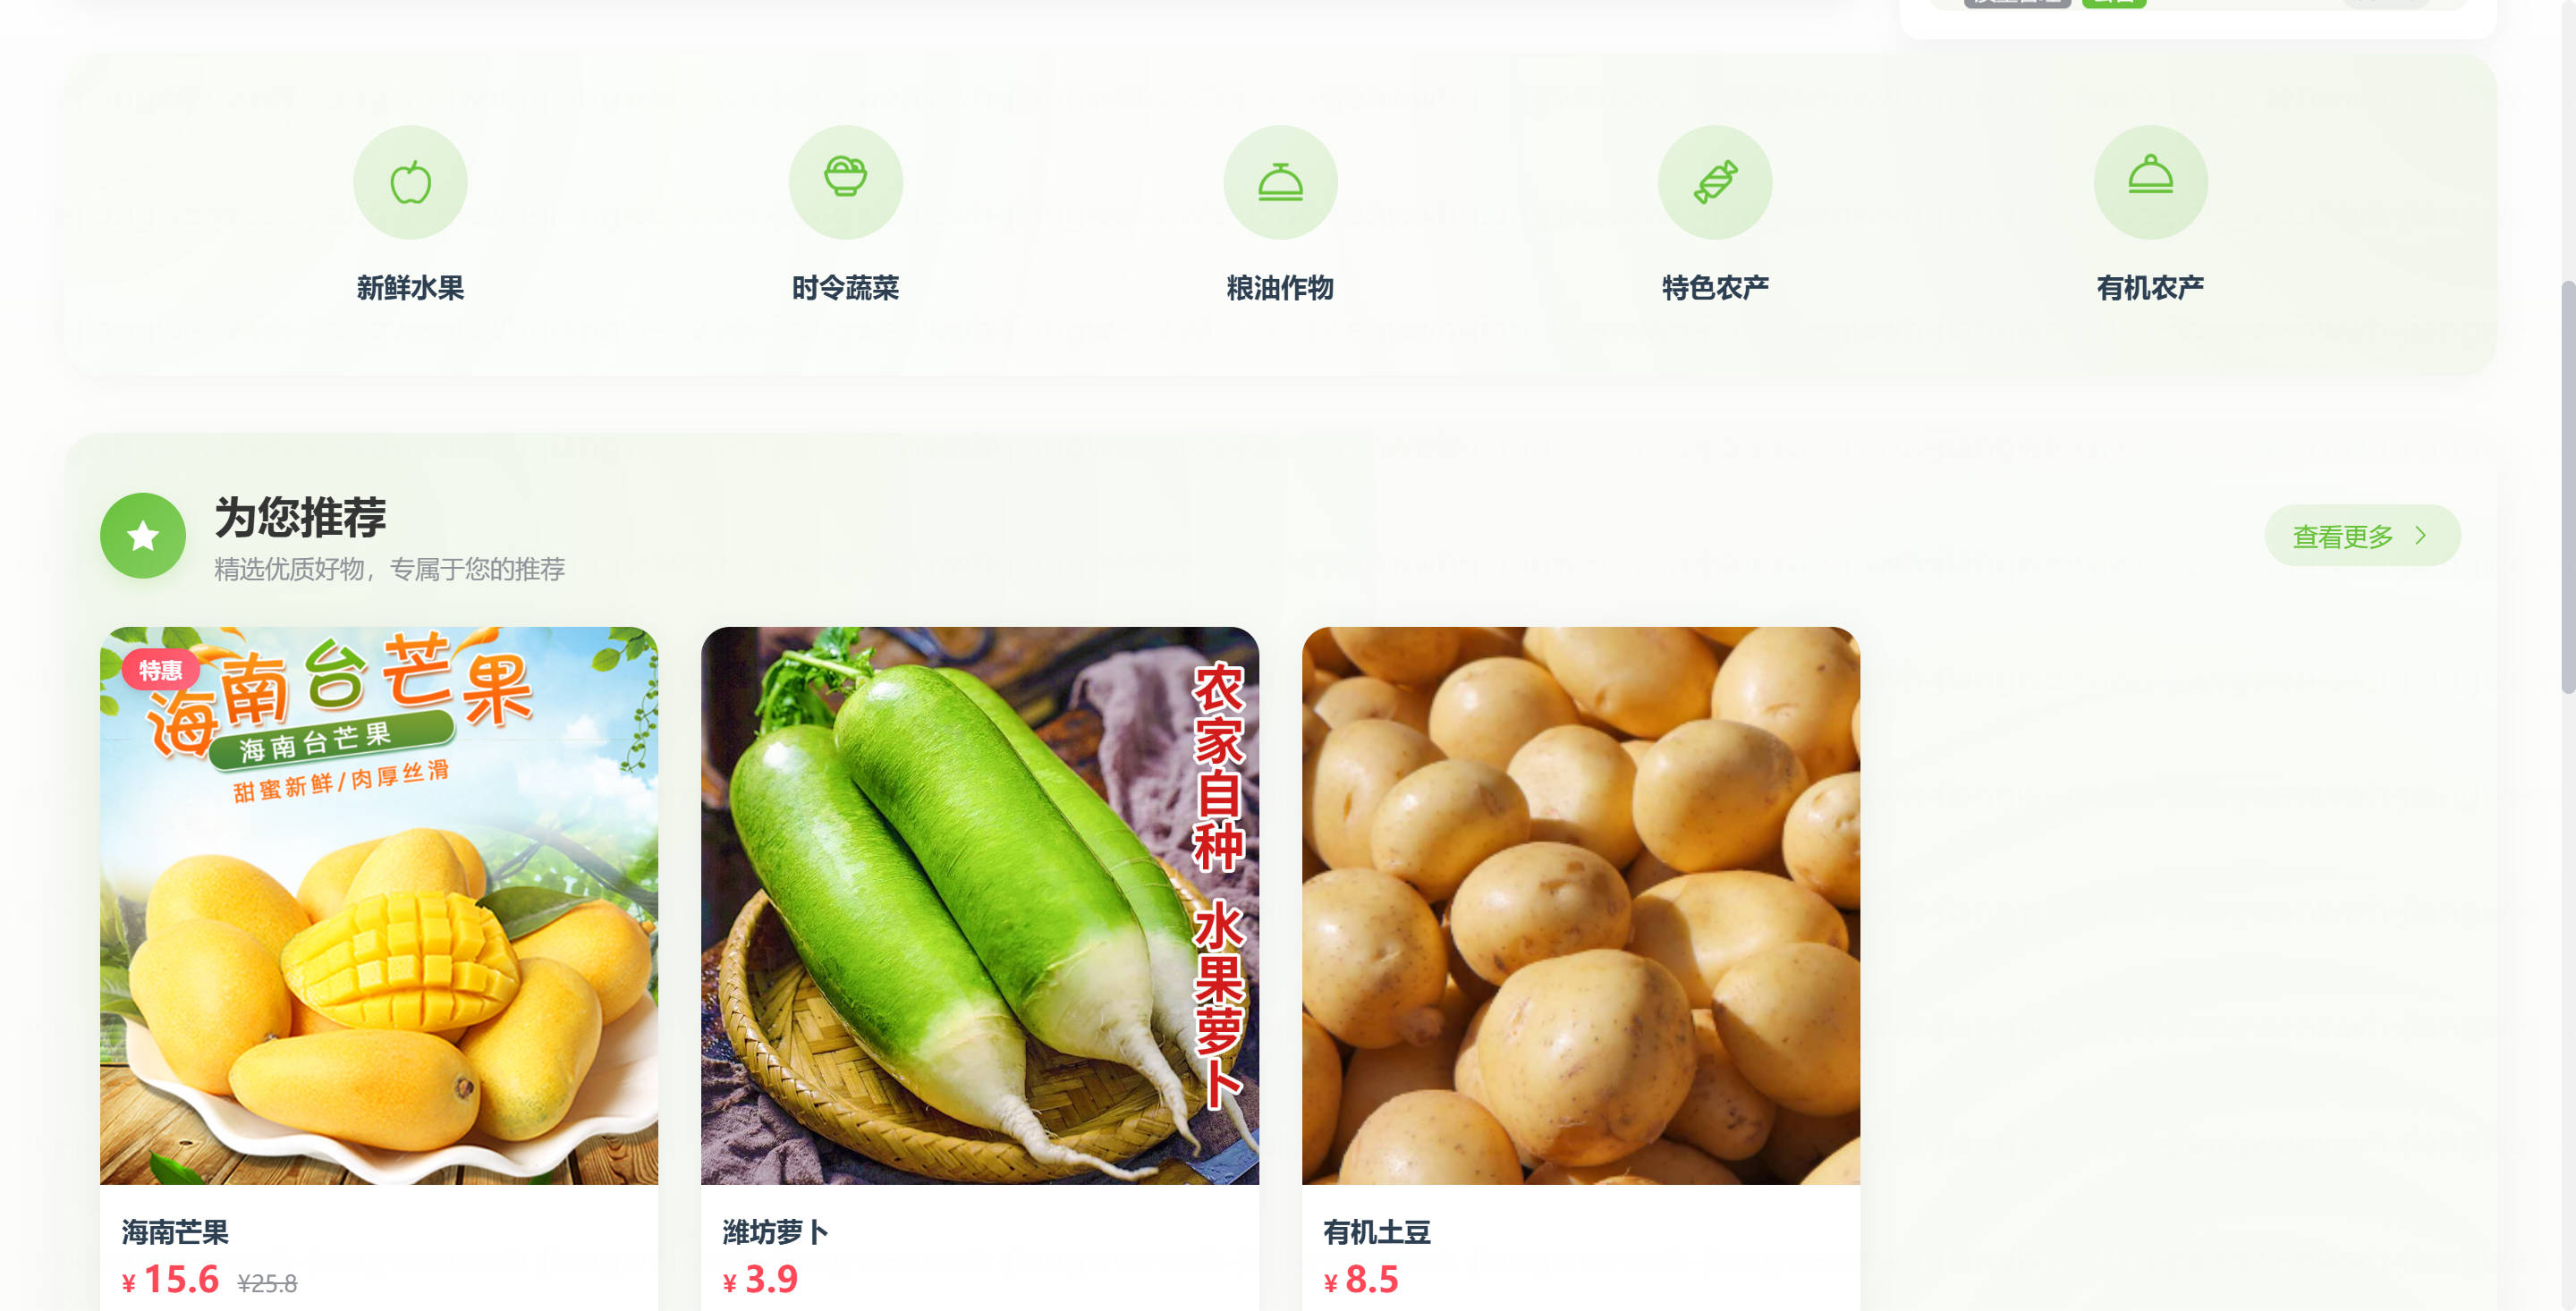 新鲜水果
时令蔬菜
粮油作物
特色农产
有机农产
为您推荐
精选优质好物，专属于您的推荐
查看更多
特惠
海南台芒果
海南台芒果
甜蜜新鲜/肉厚丝滑
农家自种 水果萝卜
海南芒果
¥ 15.6 ¥25.8
潍坊萝卜
¥ 3.9
有机土豆
¥ 8.5